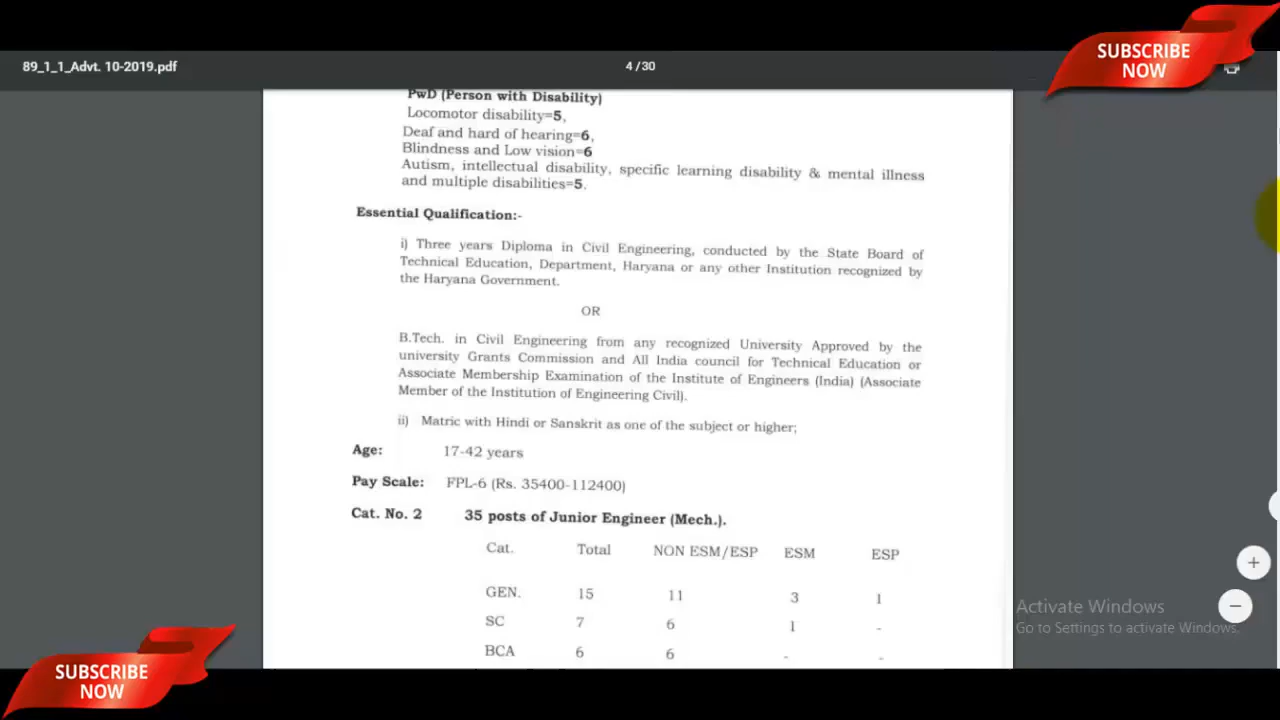 SUBSCRIBE
NOW
89_1_1_Advt. 10-2019.pdf
4 / 30
PwD (Person with Disability)
Locomotor disability=5,
Deaf and hard of hearing=6,
Blindness and Low vision=6
Autism, intellectual disability, specific learning disability & mental illness
and multiple disabilities=5.
Essential Qualification:-
i) Three years Diploma in Civil Engineering, conducted by the State Board of
Technical Education, Department, Haryana or any other Institution recognized by
the Haryana Government.
OR
B.Tech. in Civil Engineering from any recognized University Approved by the
university Grants Commission and All India council for Technical Education or
Associate Membership Examination of the Institute of Engineers (India) (Associate
Member of the Institution of Engineering Civil).
ii) Matric with Hindi or Sanskrit as one of the subject or higher;
Age: 17-42 years
Pay Scale: FPL-6 (Rs. 35400-112400)
Cat. No. 2 35 posts of Junior Engineer (Mech.).
Cat. Total NON ESM/ESP ESM ESP
GEN. 15 11 3 1
SC 7 6 1 -
BCA 6 6 - -
Activate Windows
Go to Settings to activate Windows.
SUBSCRIBE
NOW